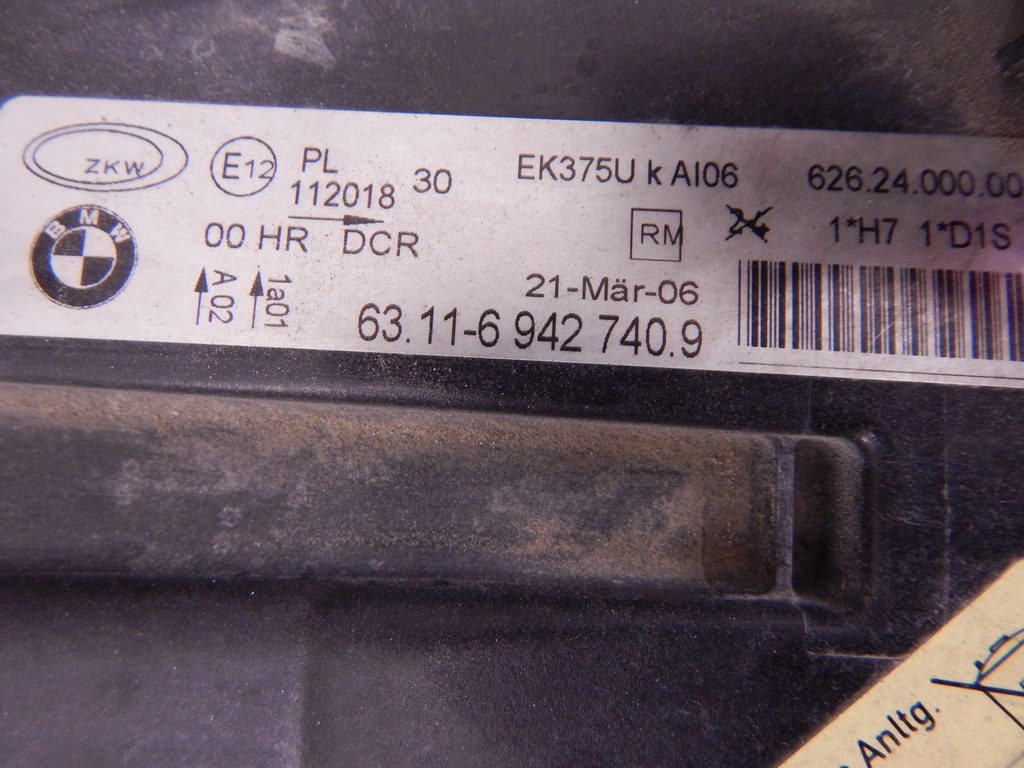 ZKW E12 PL 30 EK375U k AI06 626.24.000.00
112018
BMW 00 HR DCR RM 1*H7 1*D1S
A 02 1a01 21-Mär-06
63.11-6 942 740.9
Anltg.